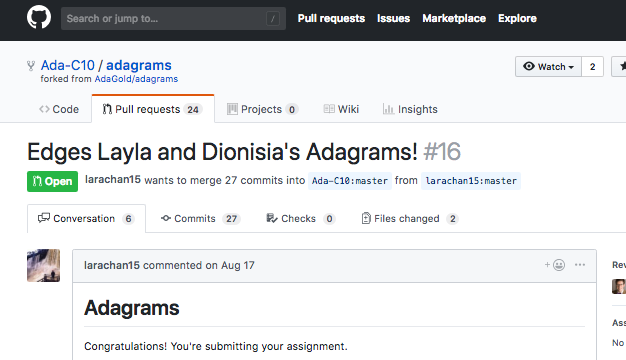 Search or jump to... / Pull requests Issues Marketplace Explore
Ada-C10 / adagrams Watch 2
forked from AdaGold/adagrams
Code Pull requests 24 Projects 0 Wiki Insights
Edges Layla and Dionisia's Adagrams! #16
Open larachan15 wants to merge 27 commits into Ada-C10:master from larachan15:master
Conversation 6 Commits 27 Checks 0 Files changed 2
larachan15 commented on Aug 17
Adagrams
Congratulations! You're submitting your assignment.
Rev
Ass
No